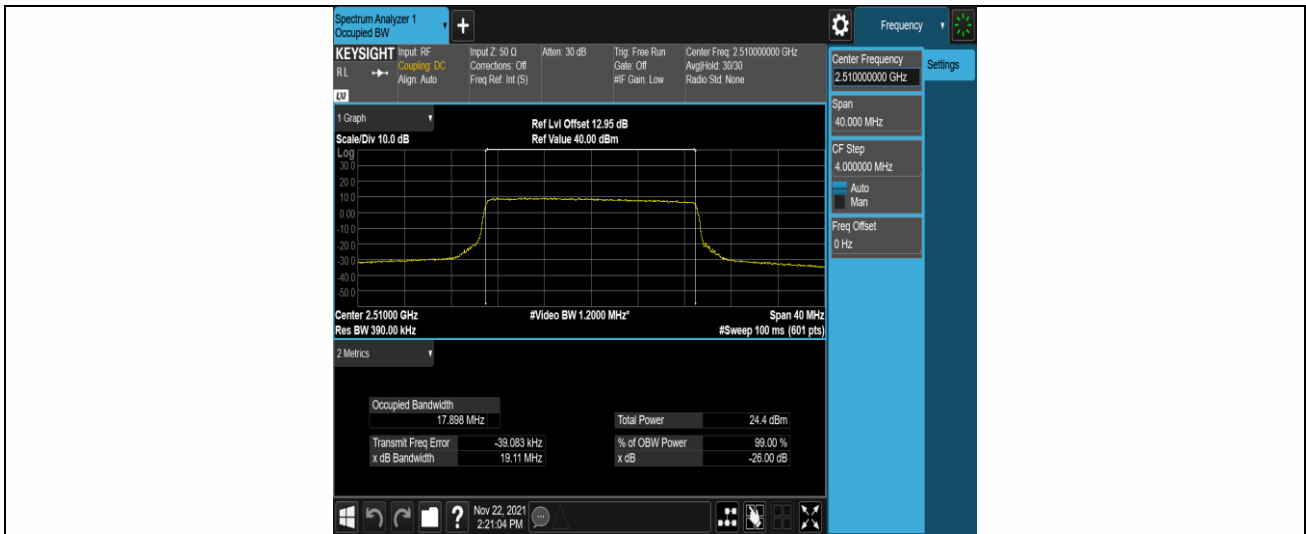 Spectrum Analyzer 1
Occupied BW
+
Frequency
KEYSIGHT
RL
LXI
Input: RF
Coupling: DC
Align: Auto
Input Z: 50 Ω
Corrections: Off
Freq Ref: Int (S)
Atten: 30 dB
Trig: Free Run
Gate: Off
#IF Gain: Low
Center Freq: 2.510000000 GHz
Avg|Hold: 30/30
Radio Std: None
Center Frequency
2.510000000 GHz
Settings
Span
40.000 MHz
CF Step
4.000000 MHz
Auto
Man
Freq Offset
0 Hz
1 Graph
Scale/Div 10.0 dB
Ref Lvl Offset 12.95 dB
Ref Value 40.00 dBm
Log
30.0
20.0
10.0
0.00
-10.0
-20.0
-30.0
-40.0
-50.0
Center 2.51000 GHz
#Video BW 1.2000 MHz*
Span 40 MHz
Res BW 390.00 kHz
#Sweep 100 ms (601 pts)
2 Metrics
Occupied Bandwidth
17.898 MHz
Total Power 24.4 dBm
Transmit Freq Error -39.083 kHz
% of OBW Power 99.00 %
x dB Bandwidth 19.11 MHz
x dB -26.00 dB
?
Nov 22, 2021
2:21:04 PM